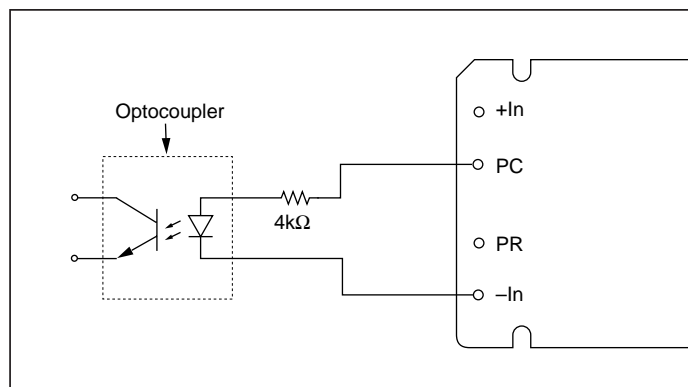 Optocoupler
4kΩ
+In
PC
PR
–In